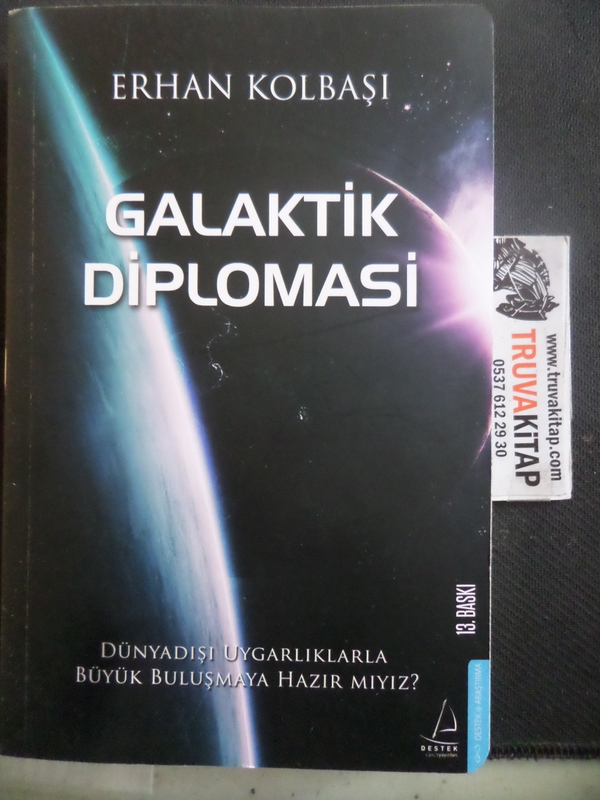 ERHAN KOLBAŞI
GALAKTİK
DİPLOMASİ
DÜNYADIŞI UYGARLIKLARLA
BÜYÜK BULUŞMAYA HAZIR MIYIZ?
13. BASKI
DESTEK
www.truvakitap.com
TRUVAKİTAP
0537 612 29 30